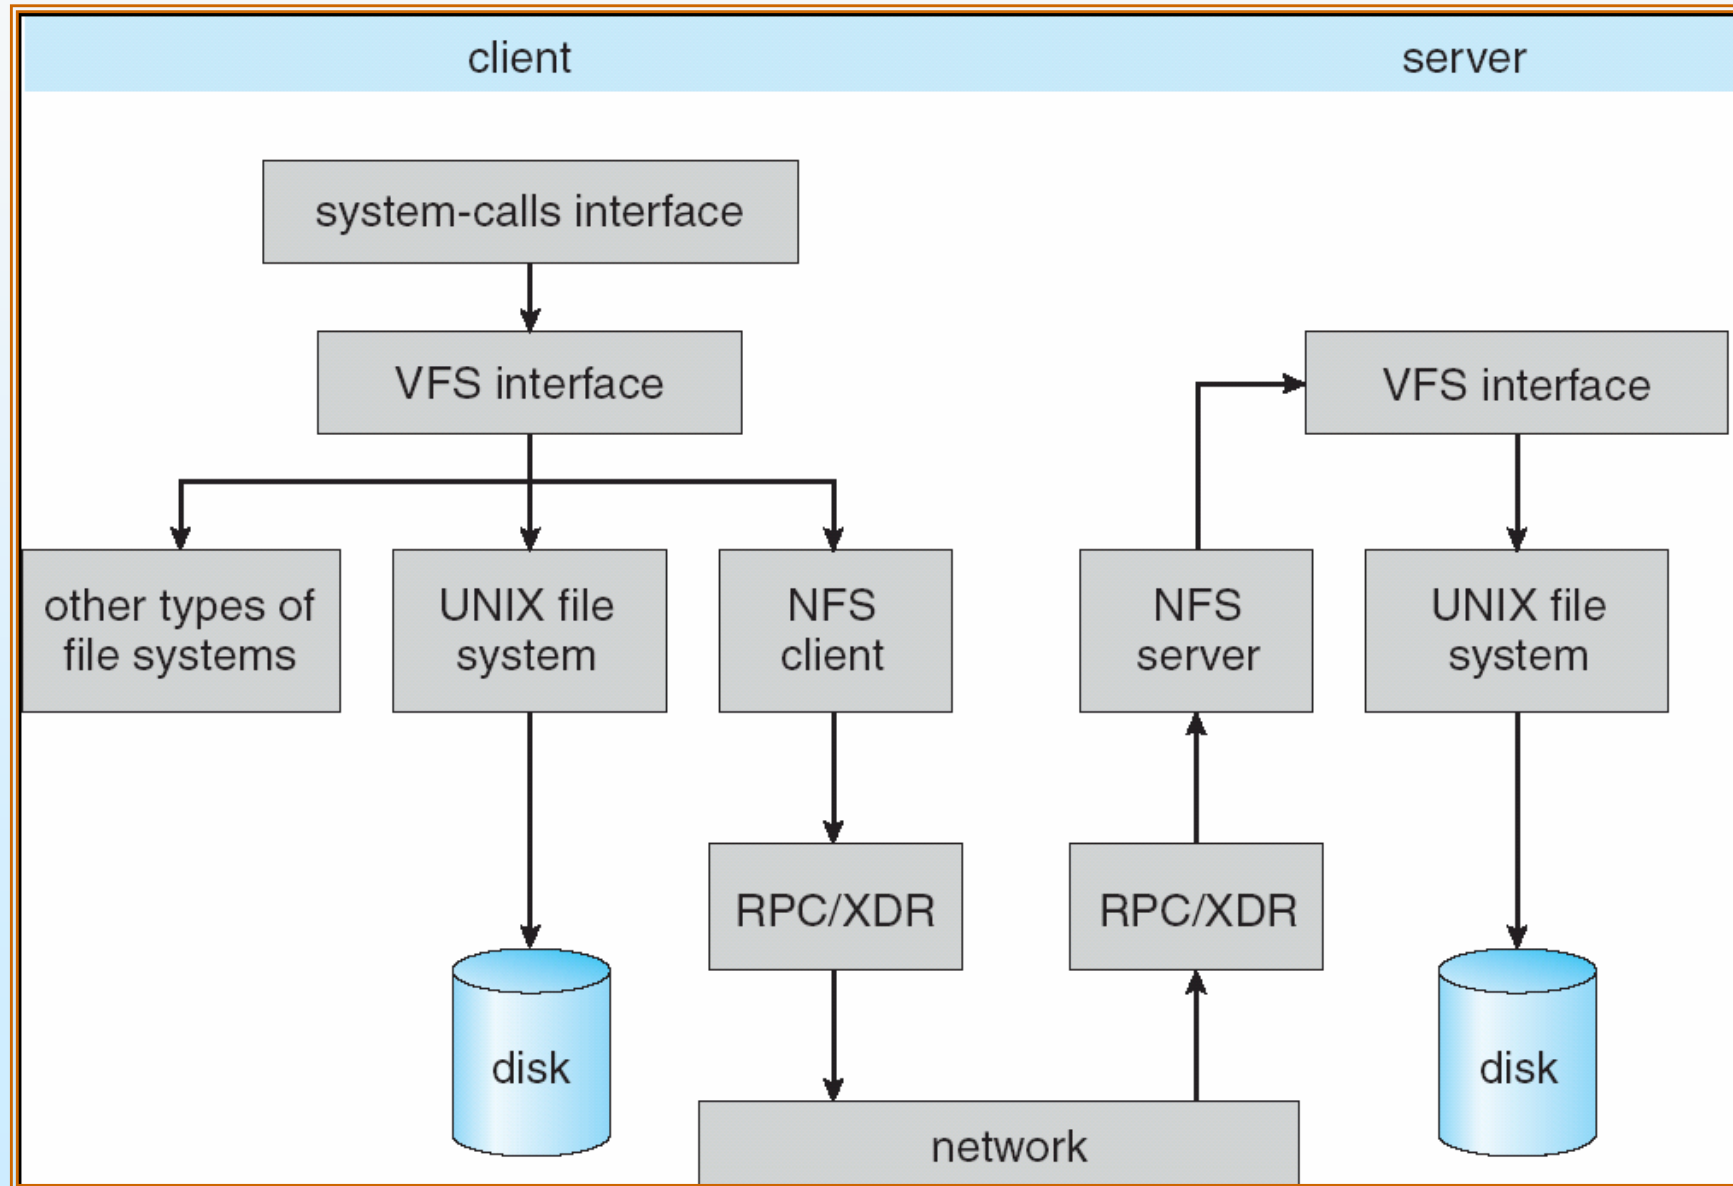 client
server
system-calls interface
VFS interface
VFS interface
other types of
file systems
UNIX file
system
NFS
client
NFS
server
UNIX file
system
RPC/XDR
RPC/XDR
disk
disk
network